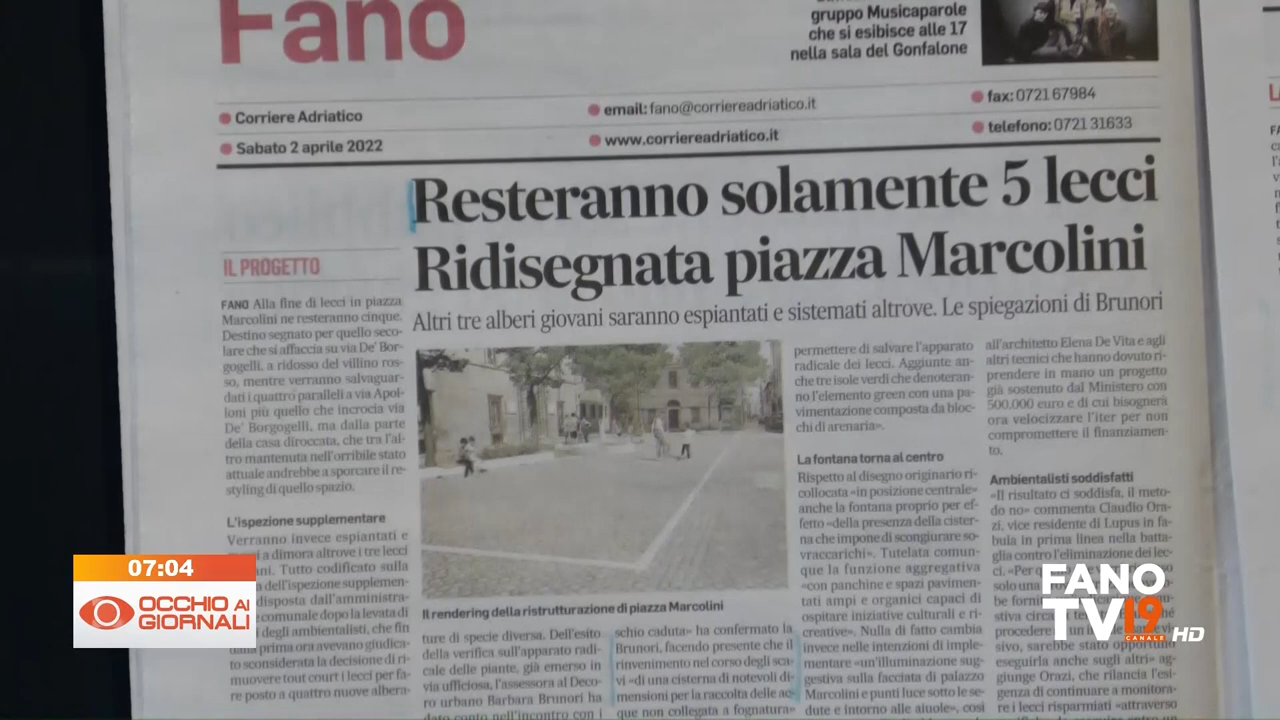 Fano
gruppo Musicaparole
che si esibisce alle 17
nella sala del Gonfalone
Corriere Adriatico
email: fano@corriereadriatico.it
fax: 0721 67984
Sabato 2 aprile 2022
www.corriereadriatico.it
telefono: 0721 31633
Resteranno solamente 5 lecci
Ridisegnata piazza Marcolini
Altri tre alberi giovani saranno espiantati e sistemati altrove. Le spiegazioni di Brunori
IL PROGETTO
FANO Alla fine di lecci in piazza
Marcolini ne resteranno cinque.
Destino segnato per quello seco-
lare che si affaccia su via De' Bor-
gogelli, a ridosso del villino ros-
so, mentre verranno salvaguar-
dati i quattro paralleli a via Apol-
loni più quello che incrocia via
De' Borgogelli, ma dalla parte
della casa diroccata, che tra l'al-
tro mantenuta nell'orribile stato
attuale andrebbe a sporcare il re-
styling di quello spazio.
L'ispezione supplementare
Verranno invece espiantati e
a dimora altrove i tre lecci
Tutto codificato sulla
dell'ispezione supplemen-
disposta dall'amministra-
comunale dopo la levata di
degli ambientalisti, che fin
dalla prima ora avevano giudica-
to sconsiderata la decisione di ri-
muovere tout court i lecci per fa-
re posto a quattro nuove albera-
Il rendering della ristrutturazione di piazza Marcolini
ture di specie diversa. Dell'esito
della verifica sull'apparato radi-
cale delle piante, già emerso in
via ufficiosa, l'assessora al Deco-
ro urbano Barbara Brunori ha
dato conto nell'incontro con i
schio caduta» ha confermato la
Brunori, facendo presente che il
rinvenimento nel corso degli sca-
vi «di una cisterna di notevoli di-
mensioni per la raccolta delle ac-
que non collegata a fognatura»
permettere di salvare l'apparato
radicale dei lecci. Aggiunte an-
che tre isole verdi che denoteran-
no l'elemento green con una pa-
vimentazione composta da bloc-
chi di arenaria».
La fontana torna al centro
Rispetto al disegno originario ri-
collocata «in posizione centrale»
anche la fontana proprio per ef-
fetto «della presenza della cister-
na che impone di scongiurare so-
vraccarichi». Tutelata comun-
que la funzione aggregativa
«con panchine e spazi pavimen-
tati ampi e organici capaci di
ospitare iniziative culturali e ri-
creative». Nulla di fatto cambia
invece nelle intenzioni di imple-
mentare «un'illuminazione sug-
gestiva sulla facciata di palazzo
Marcolini e punti luce sotto le se-
dute e intorno alle aiuole», così
all'architetto Elena De Vita e agli
altri tecnici che hanno dovuto ri-
prendere in mano un progetto
già sostenuto dal Ministero con
500.000 euro e di cui bisognerà
ora velocizzare l'iter per non
compromettere il finanziamen-
to.
Ambientalisti soddisfatti
«Il risultato ci soddisfa, il meto-
do no» commenta Claudio Ora-
zi, vice residente di Lupus in fa-
bula in prima linea nella batta-
glia contro l'eliminazione dei lec-
ci.
solo una
be
stiva
procedere
sivo, sarebbe stato opportuno
eseguirla anche sugli altri» ag-
giunge Orazi, che rilancia l'esi-
genza di continuare a monitora-
re i lecci risparmiati «attraverso
07:04
OCCHIO AI
GIORNALI
FANO
TV 19
CANALE
HD